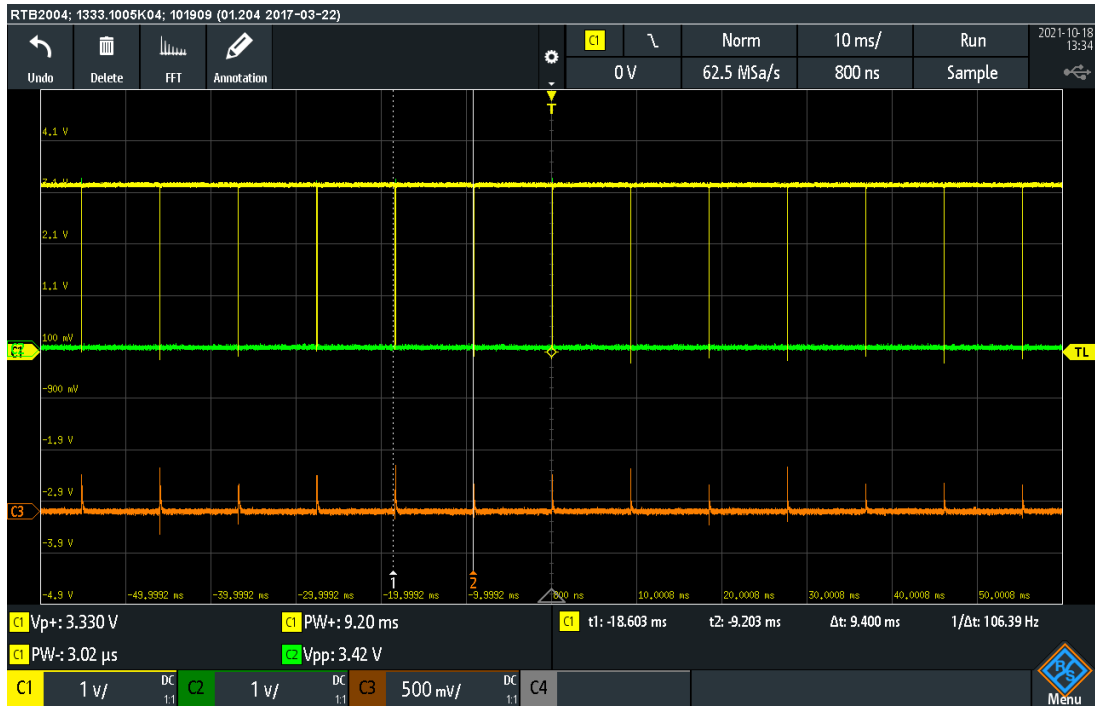 RTB2004; 1333.1005K04; 101909 (01.204 2017-03-22)
Undo Delete FFT Annotation
C1 Norm 10 ms/ Run
0 V 62.5 MSa/s 800 ns Sample
2021-10-18
13:34
T
4.1 V
3.1 V
2.1 V
1.1 V
100 mV
TL
-900 mV
-1.9 V
-2.9 V
C3
-3.9 V
1 2
-4.9 V -49,9992 ms -39,9992 ms -29,9992 ms -19,9992 ms -9,9992 ms 800 ns 10,0008 ms 20,0008 ms 30,0008 ms 40,0008 ms 50,0008 ms
C1 Vp+: 3.330 V C1 PW+: 9.20 ms C1 t1: -18.603 ms t2: -9.203 ms Δt: 9.400 ms 1/Δt: 106.39 Hz
C1 PW-: 3.02 µs C2 Vpp: 3.42 V
C1 1 V/ DC 1:1 C2 1 V/ DC 1:1 C3 500 mV/ DC 1:1 C4
R&S
Menu